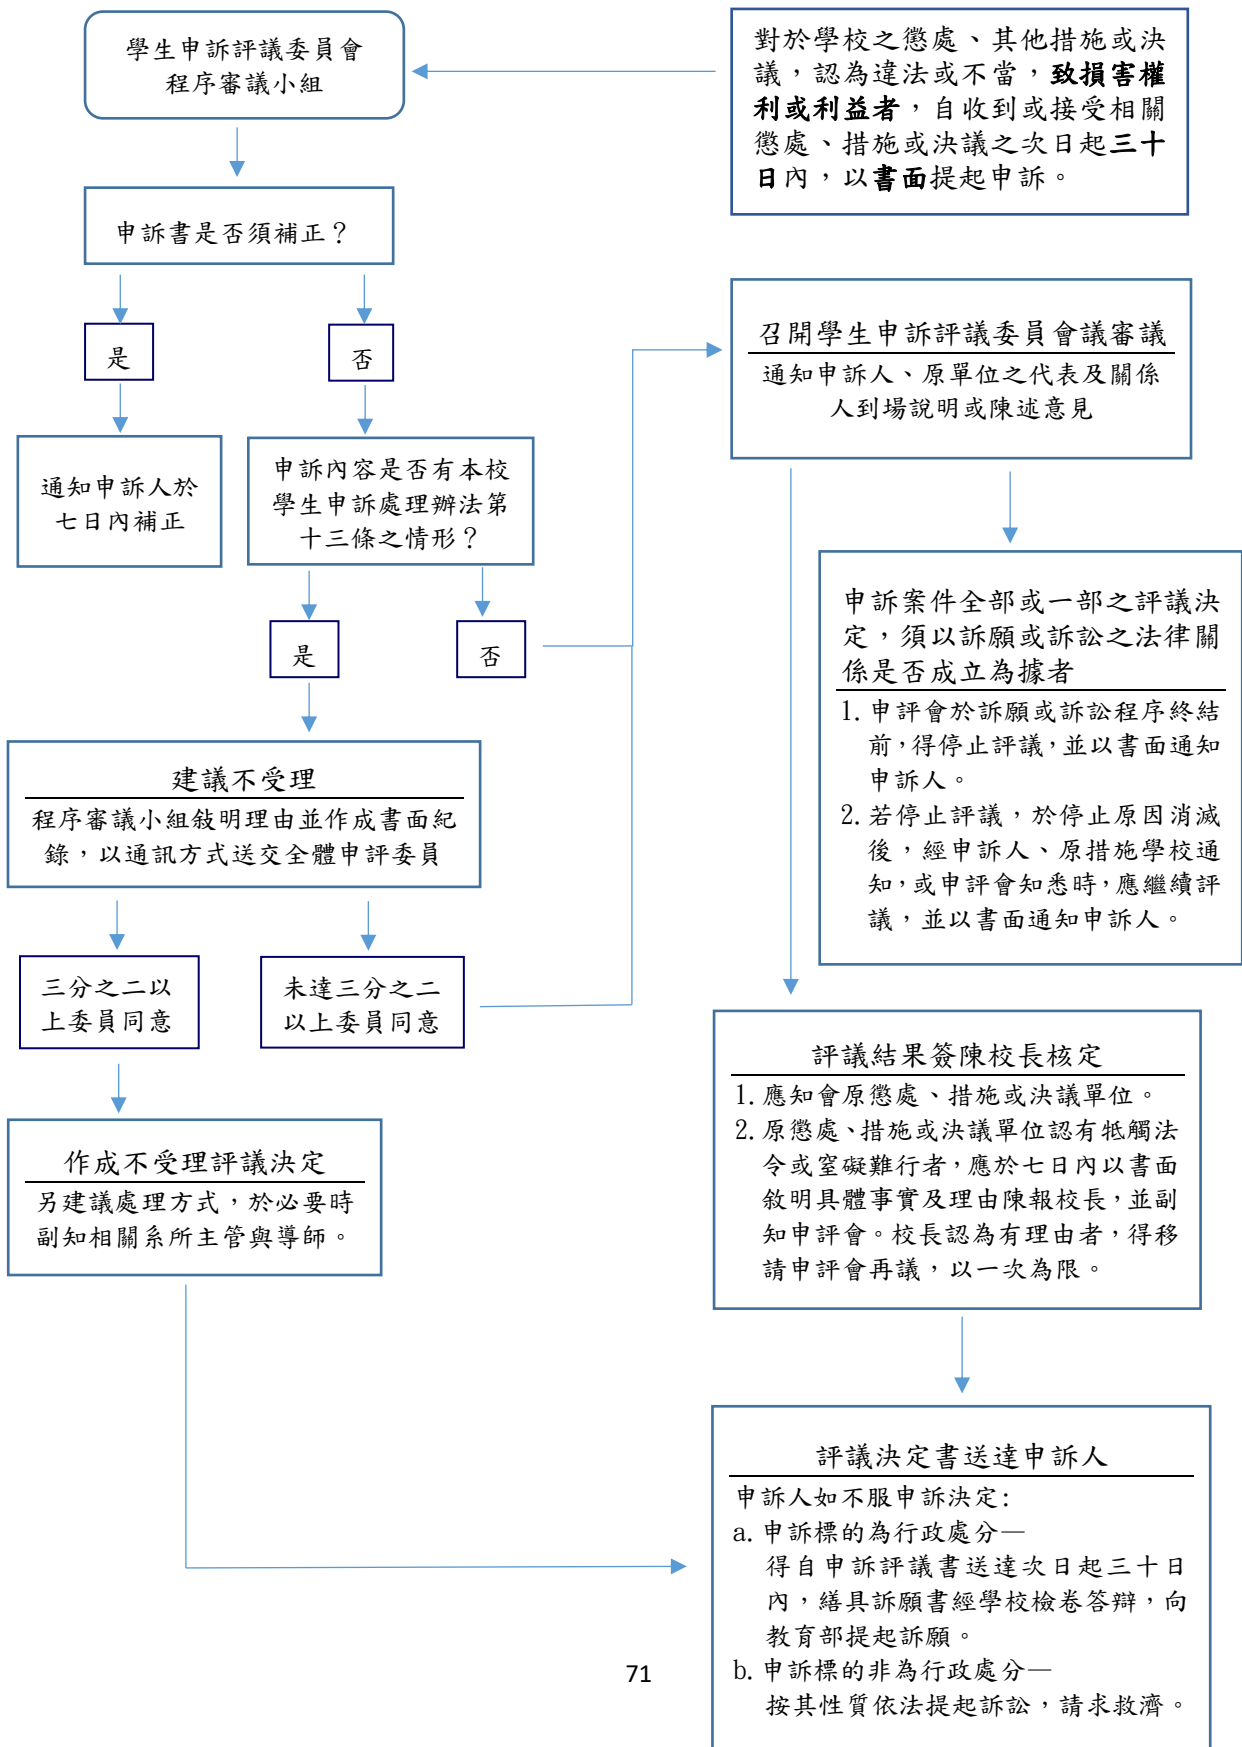 學生申訴評議委員會
程序審議小組
對於學校之懲處、其他措施或決
議，認為違法或不當，致損害權
利或利益者，自收到或接受相關
懲處、措施或決議之次日起三十
日內，以書面提起申訴。
申訴書是否須補正？
是
否
通知申訴人於
七日內補正
申訴內容是否有本校
學生申訴處理辦法第
十三條之情形？
是
否
建議不受理
程序審議小組敘明理由並作成書面紀
錄，以通訊方式送交全體申評委員
三分之二以
上委員同意
未達三分之二
以上委員同意
作成不受理評議決定
另建議處理方式，於必要時
副知相關系所主管與導師。
召開學生申訴評議委員會議審議
通知申訴人、原單位之代表及關係
人到場說明或陳述意見
申訴案件全部或一部之評議決
定，須以訴願或訴訟之法律關
係是否成立為據者
1. 申評會於訴願或訴訟程序終結
前，得停止評議，並以書面通知
申訴人。
2. 若停止評議，於停止原因消滅
後，經申訴人、原措施學校通
知，或申評會知悉時，應繼續評
議，並以書面通知申訴人。
評議結果簽陳校長核定
1. 應知會原懲處、措施或決議單位。
2. 原懲處、措施或決議單位認有牴觸法
令或窒礙難行者，應於七日內以書面
敘明具體事實及理由陳報校長，並副
知申評會。校長認為有理由者，得移
請申評會再議，以一次為限。
評議決定書送達申訴人
申訴人如不服申訴決定:
a. 申訴標的為行政處分—
得自申訴評議書送達次日起三十日
內，繕具訴願書經學校檢卷答辯，向
教育部提起訴願。
b. 申訴標的非為行政處分—
按其性質依法提起訴訟，請求救濟。
71